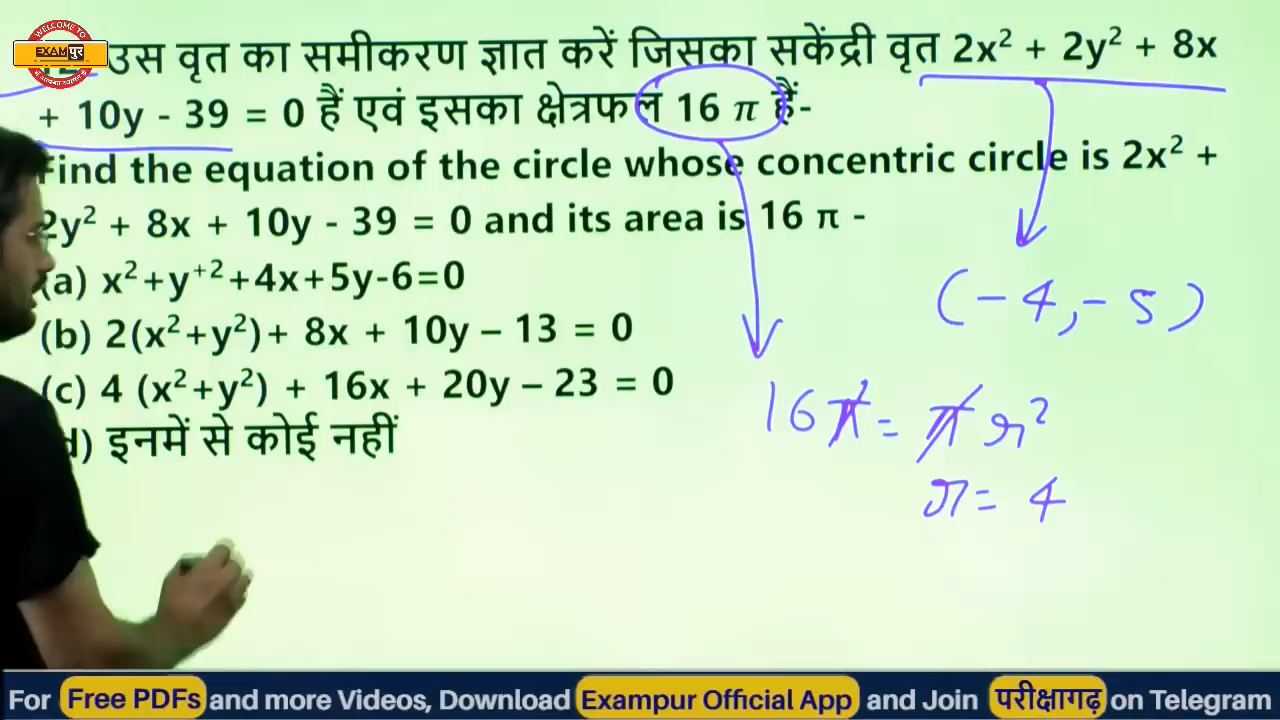 WELCOME TO
EXAMपुर
उस वृत का समीकरण ज्ञात करें जिसका सकेंद्री वृत 2x² + 2y² + 8x
+ 10y - 39 = 0 हैं एवं इसका क्षेत्रफल 16 π हैं-
Find the equation of the circle whose concentric circle is 2x² +
2y² + 8x + 10y - 39 = 0 and its area is 16 π -
(a) x²+y⁺²+4x+5y-6=0
(b) 2(x²+y²)+ 8x + 10y – 13 = 0
(c) 4 (x²+y²) + 16x + 20y – 23 = 0
d) इनमें से कोई नहीं
(-4,-5)
16π = πr²
r = 4
For Free PDFs and more Videos, Download Exampur Official App and Join परीक्षागढ़ on Telegram